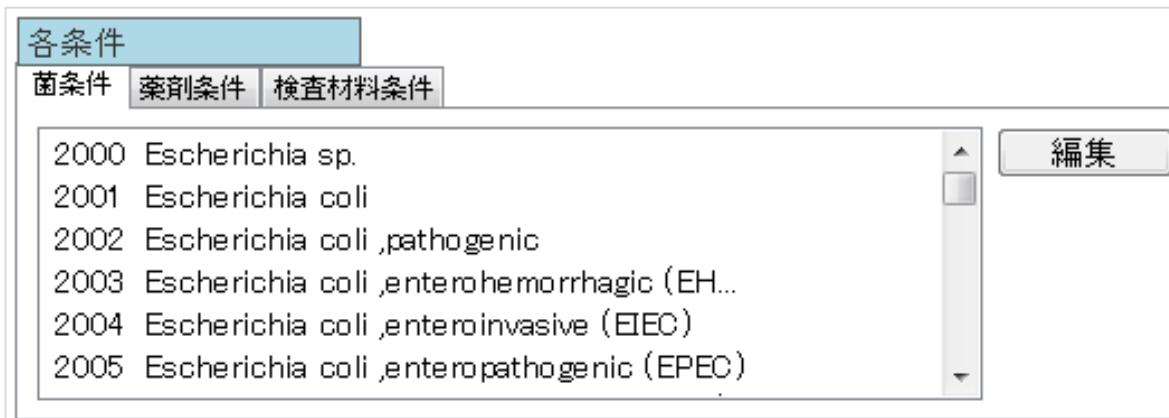 各条件
菌条件 薬剤条件 検査材料条件
2000 Escherichia sp. 編集
2001 Escherichia coli
2002 Escherichia coli ,pathogenic
2003 Escherichia coli ,enterohemorrhagic (EH...
2004 Escherichia coli ,enteroinvasive (EIEC)
2005 Escherichia coli ,enteropathogenic (EPEC)